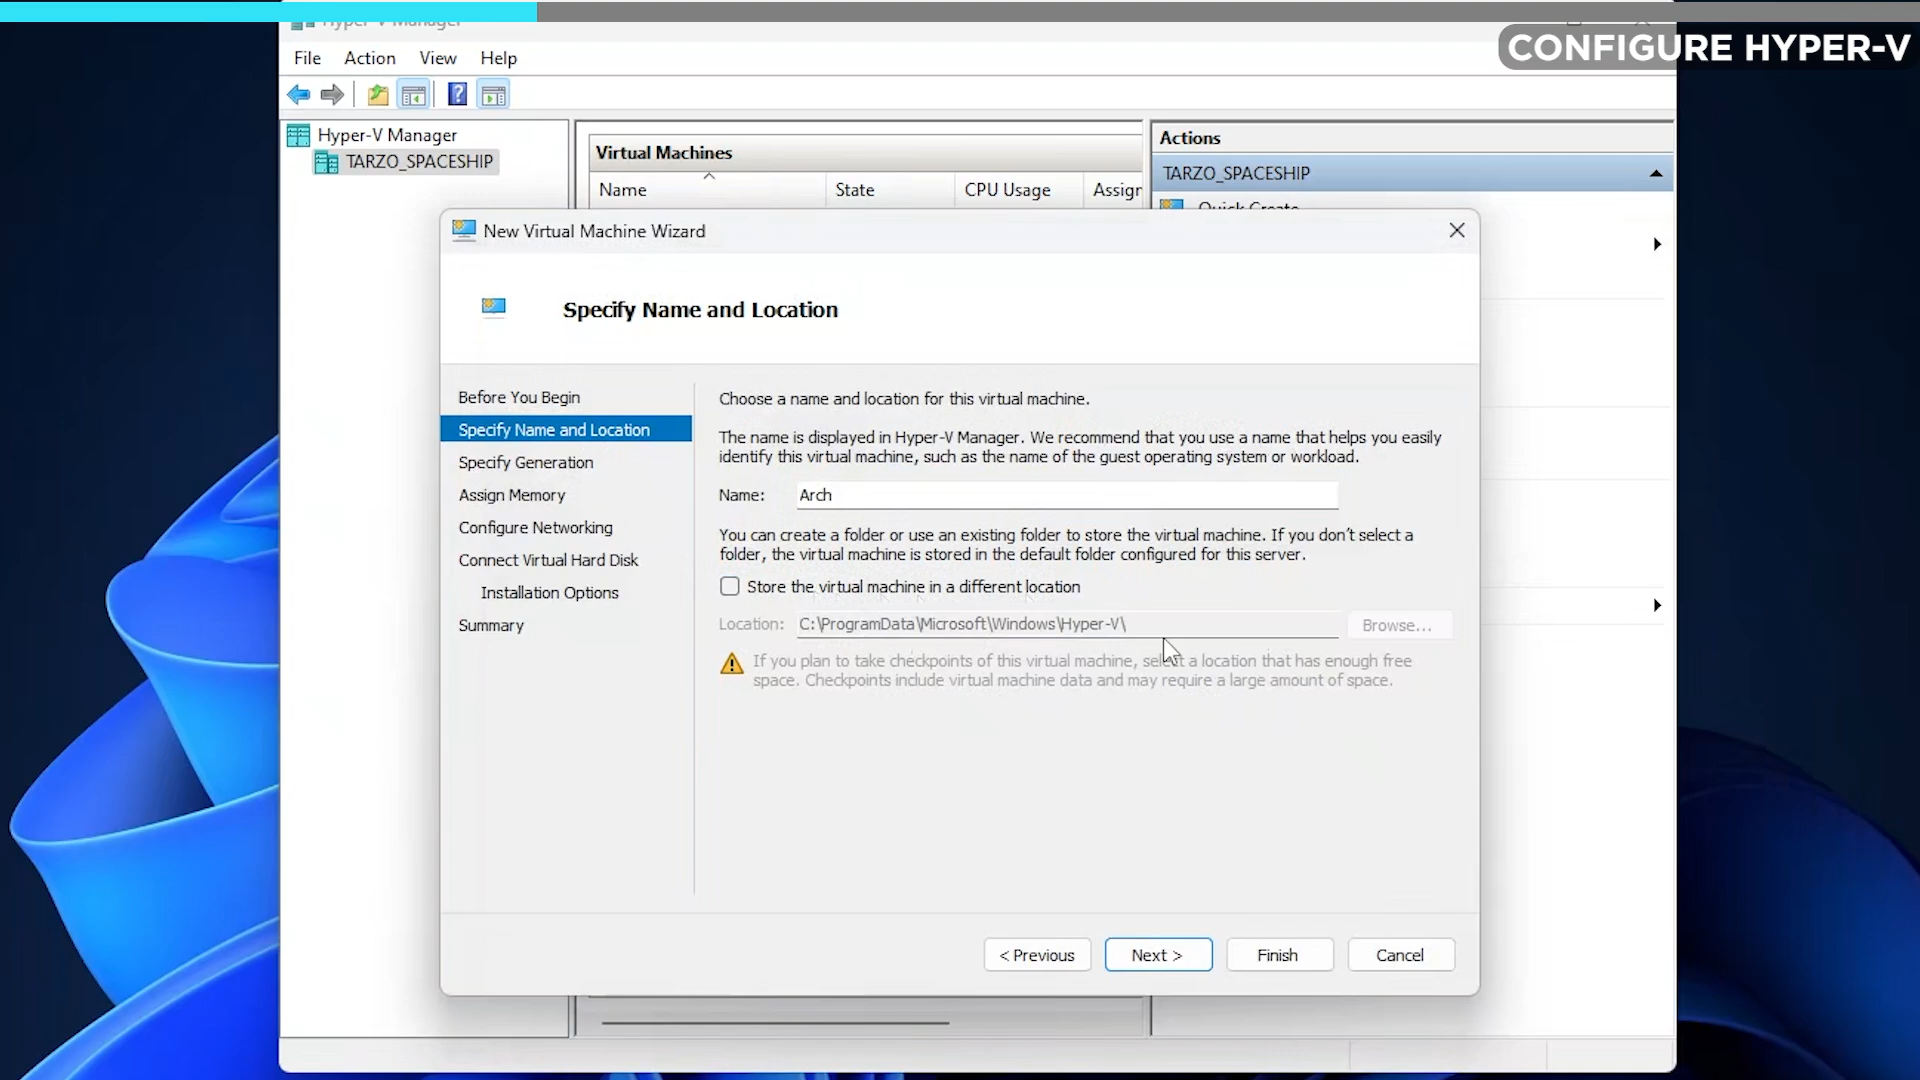 Hyper-V Manager
CONFIGURE HYPER-V
File Action View Help
Hyper-V Manager
TARZO_SPACESHIP
Virtual Machines
Name State CPU Usage Assigr
Actions
TARZO_SPACESHIP
Quick Create
New Virtual Machine Wizard
Specify Name and Location
Before You Begin
Specify Name and Location
Specify Generation
Assign Memory
Configure Networking
Connect Virtual Hard Disk
Installation Options
Summary
Choose a name and location for this virtual machine.
The name is displayed in Hyper-V Manager. We recommend that you use a name that helps you easily
identify this virtual machine, such as the name of the guest operating system or workload.
Name: Arch
You can create a folder or use an existing folder to store the virtual machine. If you don't select a
folder, the virtual machine is stored in the default folder configured for this server.
Store the virtual machine in a different location
Location: C:\ProgramData\Microsoft\Windows\Hyper-V\
Browse...
If you plan to take checkpoints of this virtual machine, select a location that has enough free
space. Checkpoints include virtual machine data and may require a large amount of space.
< Previous Next > Finish Cancel